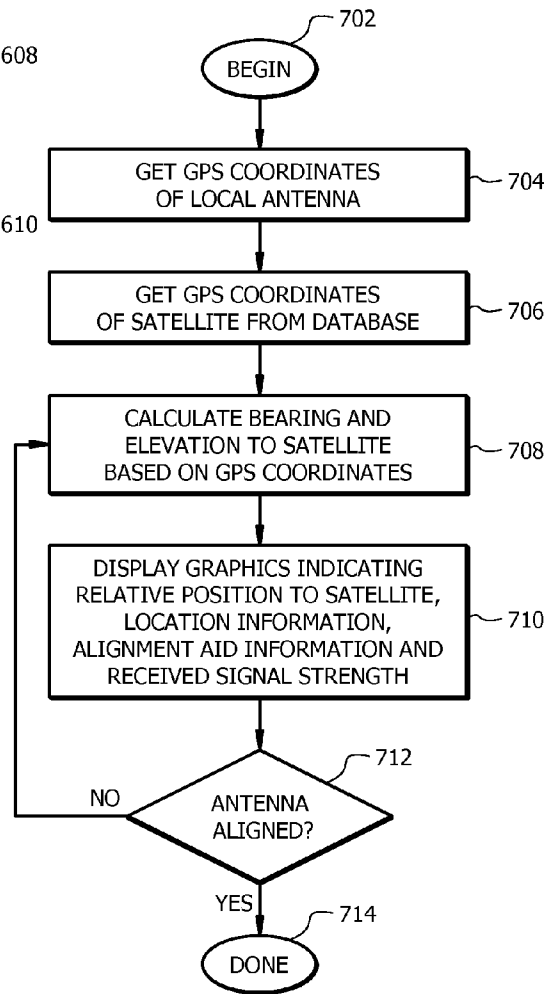 702
608
BEGIN
GET GPS COORDINATES
OF LOCAL ANTENNA
704
610
GET GPS COORDINATES
OF SATELLITE FROM DATABASE
706
CALCULATE BEARING AND
ELEVATION TO SATELLITE
BASED ON GPS COORDINATES
708
DISPLAY GRAPHICS INDICATING
RELATIVE POSITION TO SATELLITE,
LOCATION INFORMATION,
ALIGNMENT AID INFORMATION AND
RECEIVED SIGNAL STRENGTH
710
712
NO
ANTENNA
ALIGNED?
YES
714
DONE